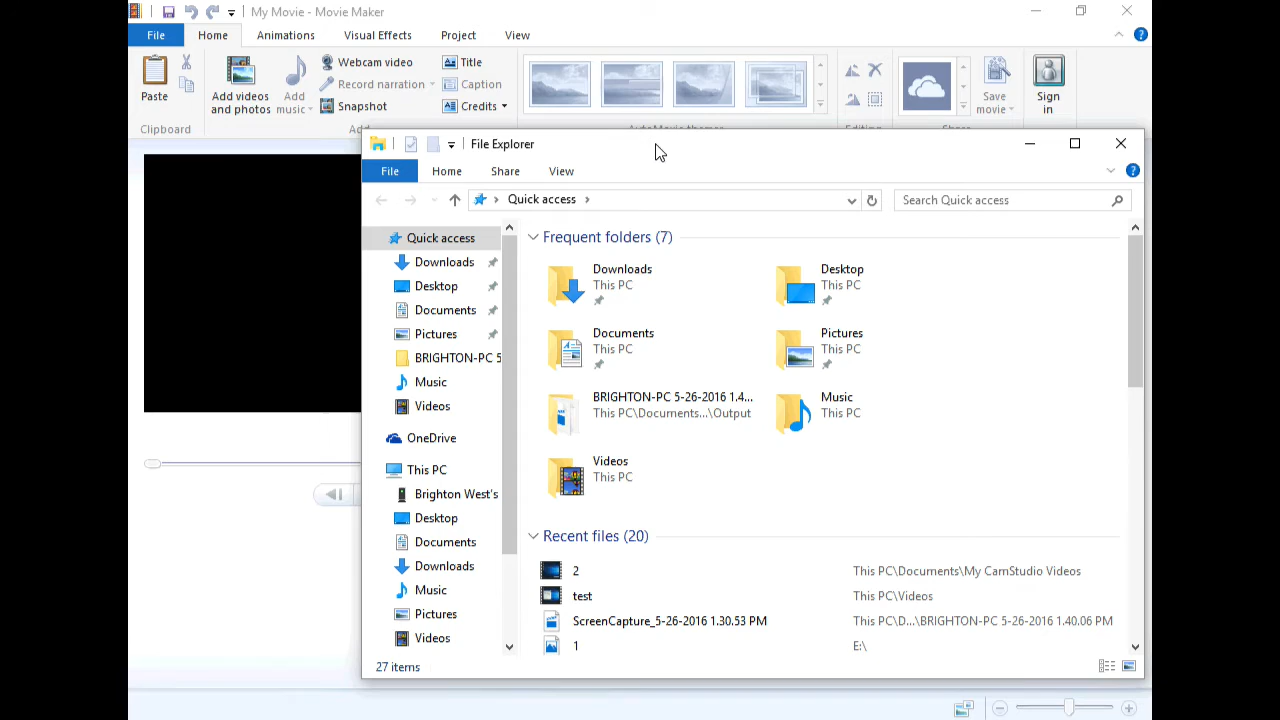 My Movie - Movie Maker
File Home Animations Visual Effects Project View
Paste
Clipboard
Add videos and photos
Add music
Webcam video
Record narration
Snapshot
Title
Caption
Credits
Save movie
Sign in
File Explorer
File Home Share View
Quick access
Search Quick access
Quick access
Downloads
Desktop
Documents
Pictures
BRIGHTON-PC 5
Music
Videos
OneDrive
This PC
Brighton West's
Desktop
Documents
Downloads
Music
Pictures
Videos
Frequent folders (7)
Downloads
This PC
Desktop
This PC
Documents
This PC
Pictures
This PC
BRIGHTON-PC 5-26-2016 1.4...
This PC\Documents...\Output
Music
This PC
Videos
This PC
Recent files (20)
2 This PC\Documents\My CamStudio Videos
test This PC\Videos
ScreenCapture_5-26-2016 1.30.53 PM This PC\D...\BRIGHTON-PC 5-26-2016 1.40.06 PM
1 E:\
27 items